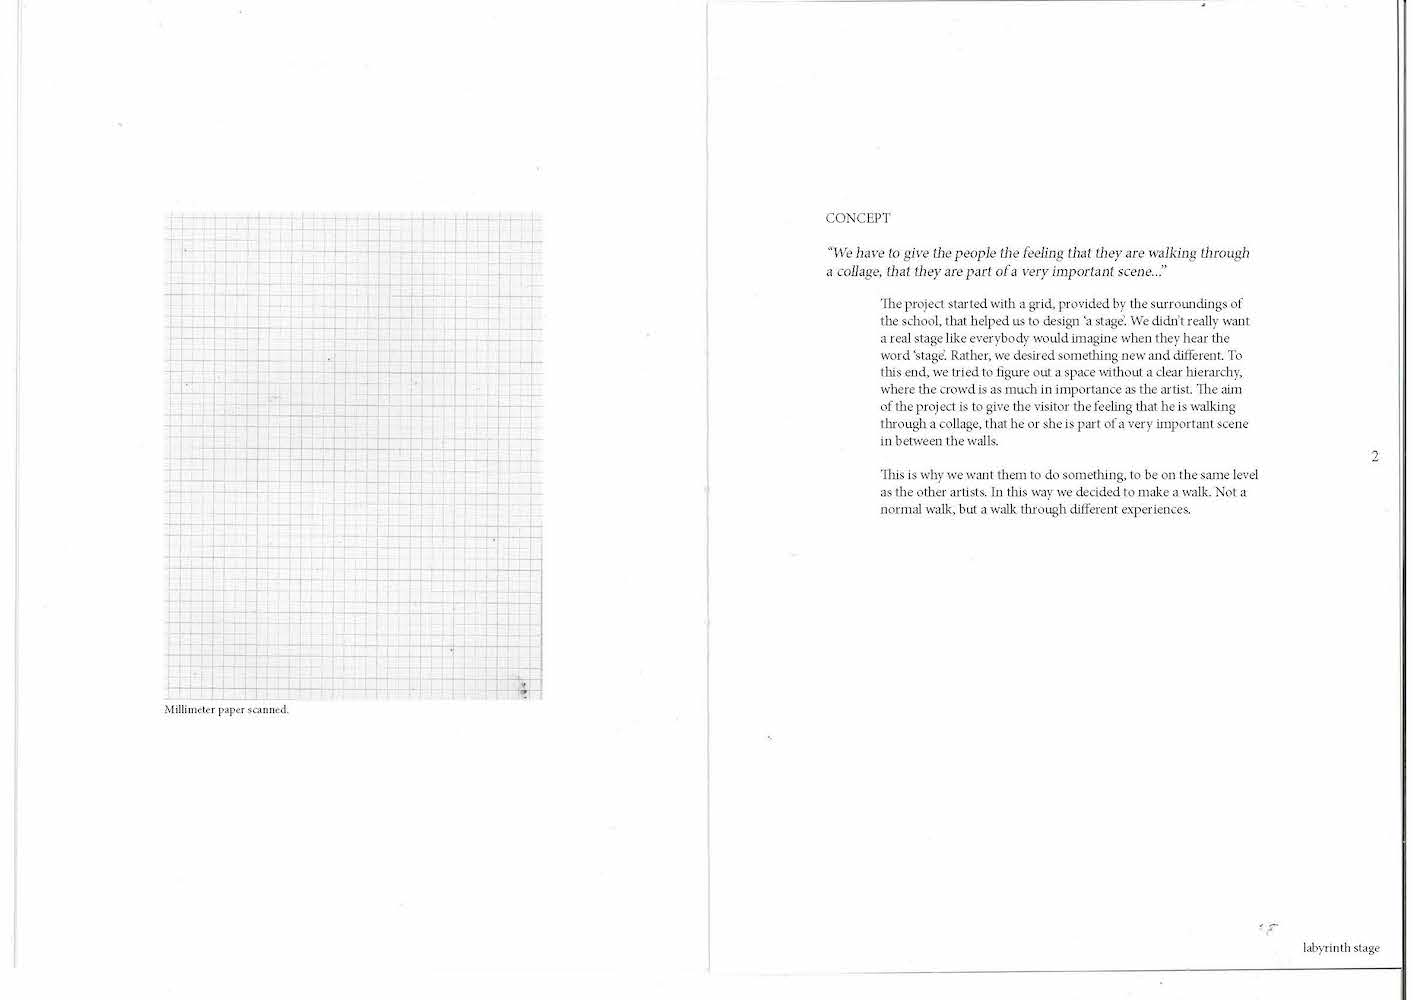 Millimeter paper scanned.
CONCEPT
“We have to give the people the feeling that they are walking through
a collage, that they are part of a very important scene...”
The project started with a grid, provided by the surroundings of
the school, that helped us to design ‘a stage’. We didn’t really want
a real stage like everybody would imagine when they hear the
word ‘stage’. Rather, we desired something new and different. To
this end, we tried to figure out a space without a clear hierarchy,
where the crowd is as much in importance as the artist. The aim
of the project is to give the visitor the feeling that he is walking
through a collage, that he or she is part of a very important scene
in between the walls.
This is why we want them to do something, to be on the same level
as the other artists. In this way we decided to make a walk. Not a
normal walk, but a walk through different experiences.
2
labyrinth stage